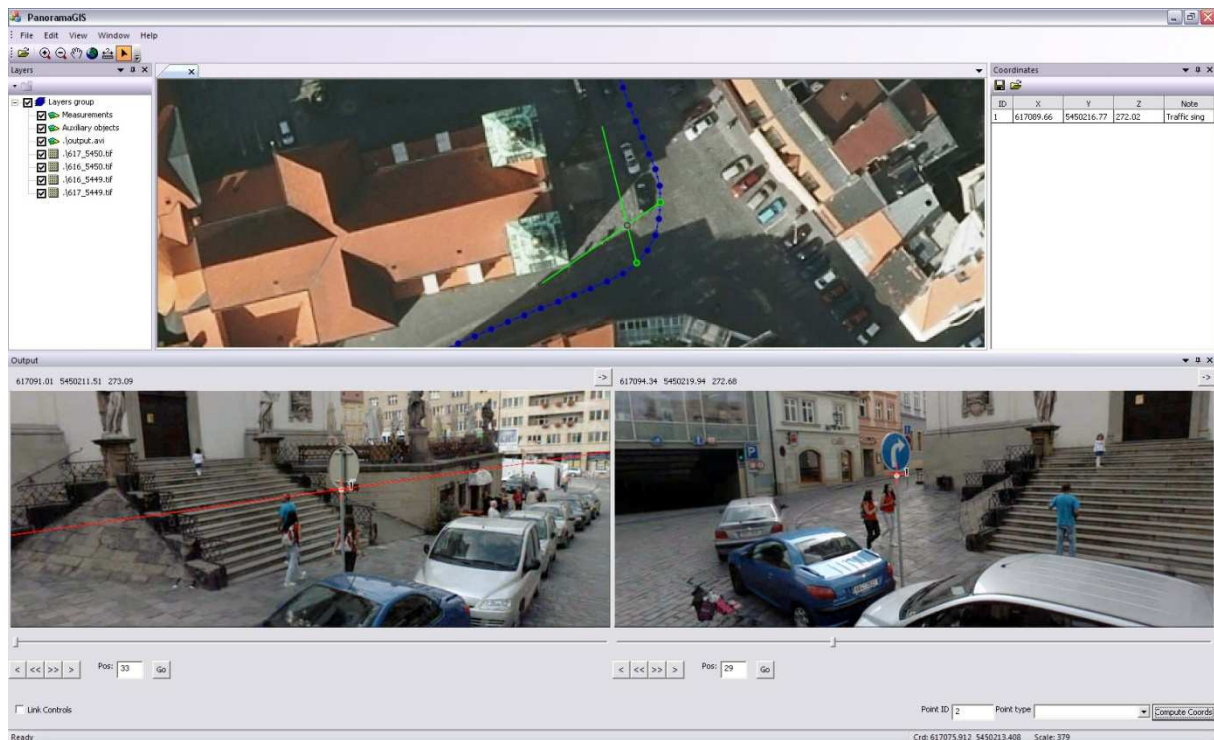 PanoramaGIS
File Edit View Window Help
Layers
Layers group
Measurements
Auxiliary objects
.\output.avi
.\617_5450.tif
.\616_5450.tif
.\616_5449.tif
.\617_5449.tif
Coordinates
ID X Y Z Note
1 617089.66 5450216.77 272.02 Traffic sing
Output
617091.01 5450211.51 273.09 ->
617094.34 5450219.94 272.68 ->
1
1
P
< << >> > Pos: 33 Go
< << >> > Pos: 29 Go
Link Controls
Point ID 2 Point type Compute Coords
Ready
Crd: 617075.912 5450213.408 Scale: 379